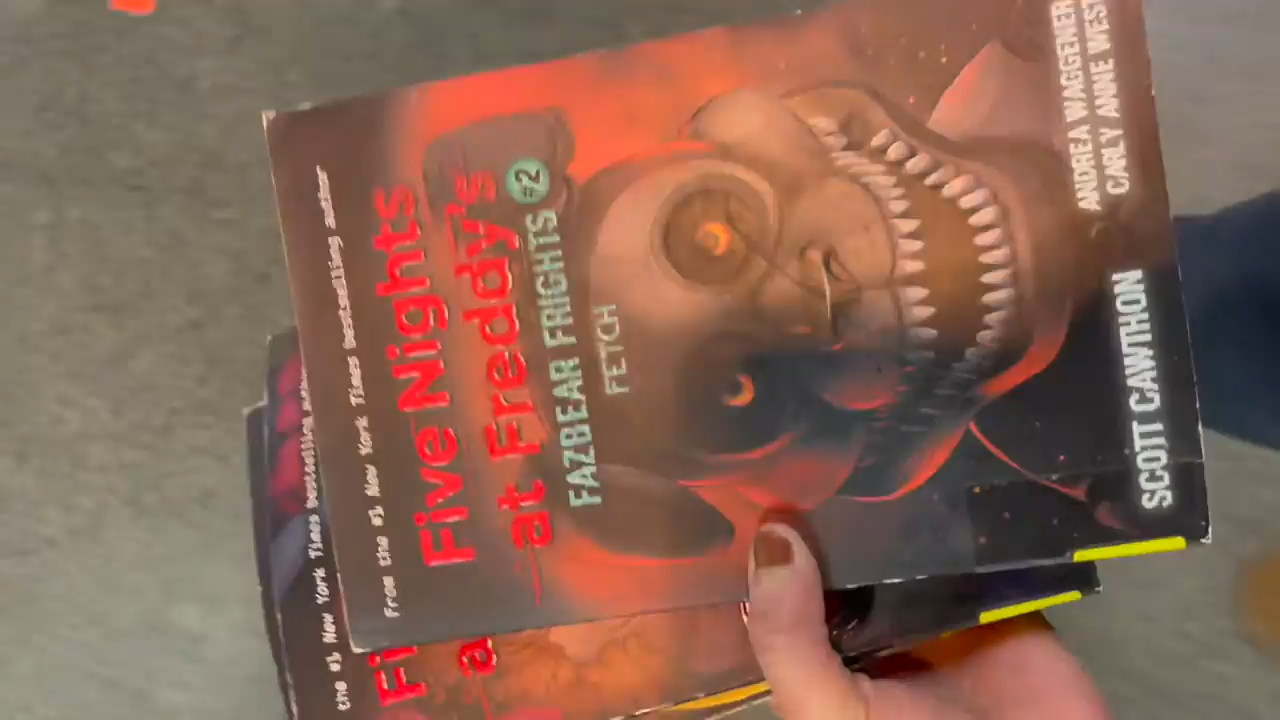 From the #1 New York Times bestselling author
Five Nights
at Freddy's
FAZBEAR FRIGHTS #2
FETCH
SCOTT CAWTHON
ANDREA WAGGENER
CARLY ANNE WEST
the #1 New York Times bestselling
Fi
a